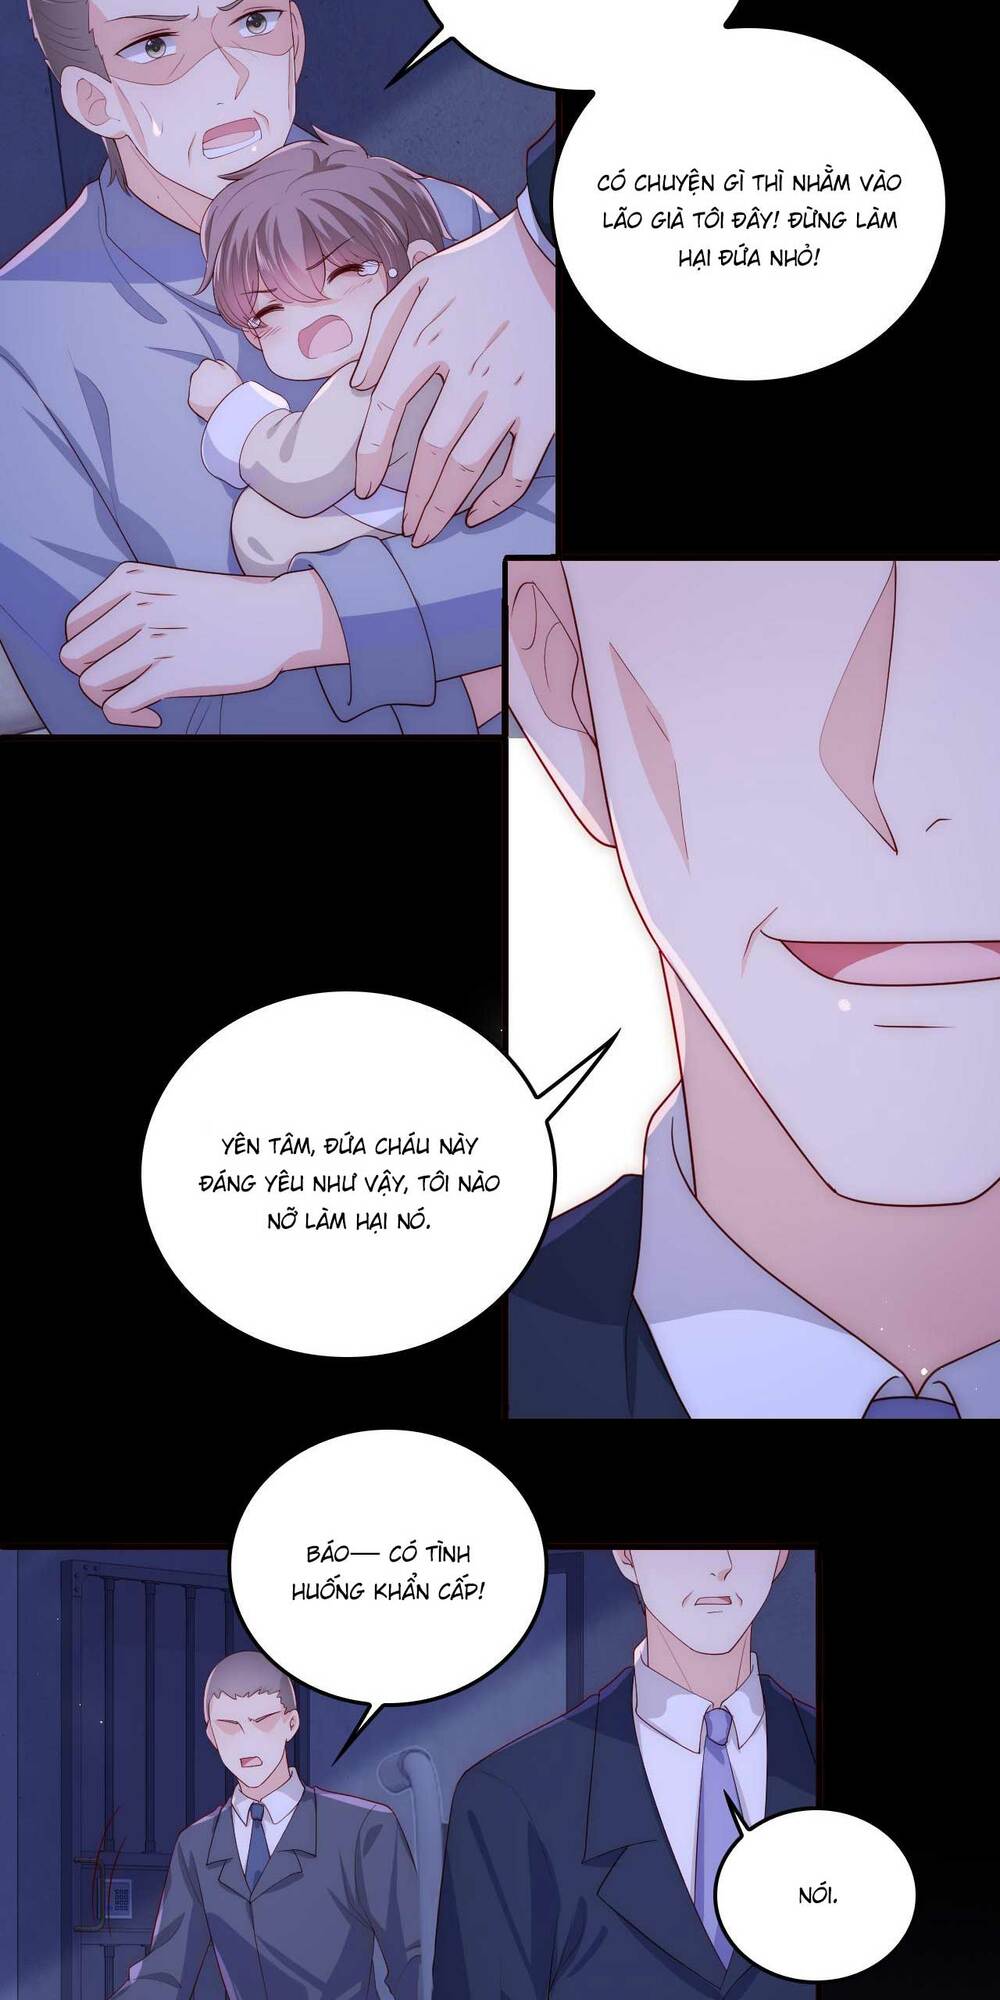 CÓ CHUYỆN GÌ THÌ NHẰM VÀO
LÃO GIÀ TÔI ĐÂY! ĐỪNG LÀM
HẠI ĐỨA NHỎ!
YÊN TÂM, ĐỨA CHÁU NÀY
ĐÁNG YÊU NHƯ VẬY, TÔI NÀO
NỠ LÀM HẠI NÓ.
BÁO— CÓ TÌNH
HUỐNG KHẨN CẤP!
NÓI.